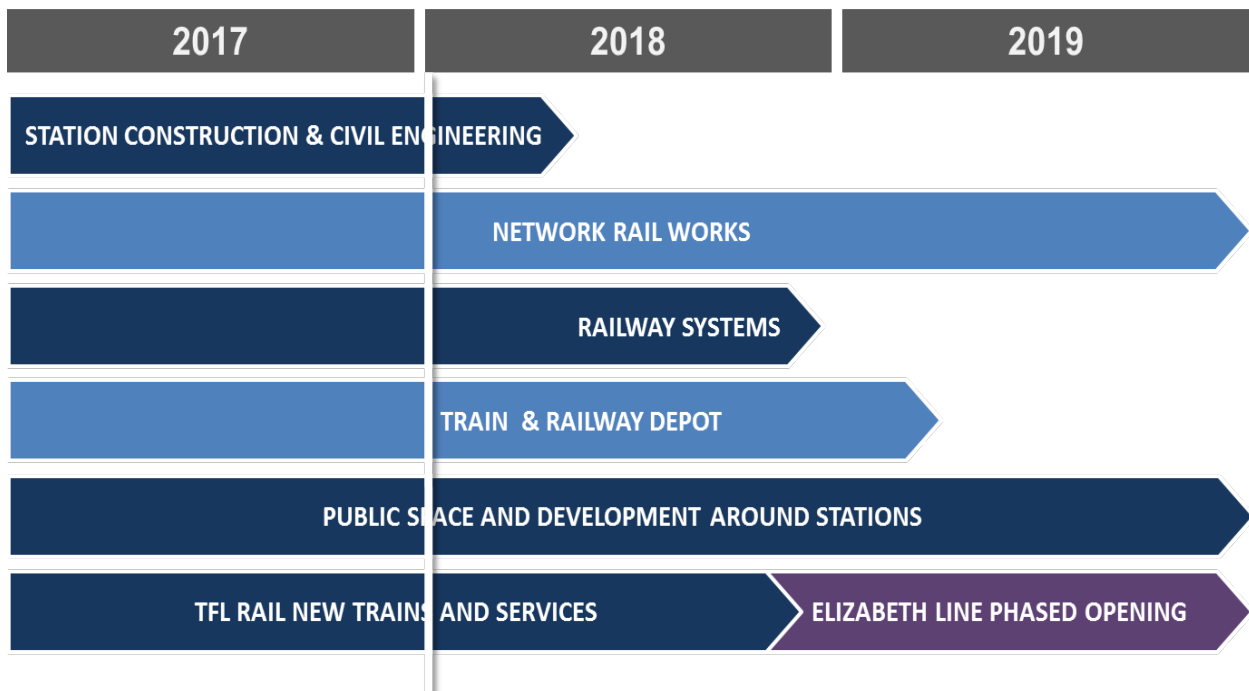 2017 2018 2019
STATION CONSTRUCTION & CIVIL ENGINEERING
NETWORK RAIL WORKS
RAILWAY SYSTEMS
TRAIN & RAILWAY DEPOT
PUBLIC SPACE AND DEVELOPMENT AROUND STATIONS
TFL RAIL NEW TRAINS AND SERVICES ELIZABETH LINE PHASED OPENING